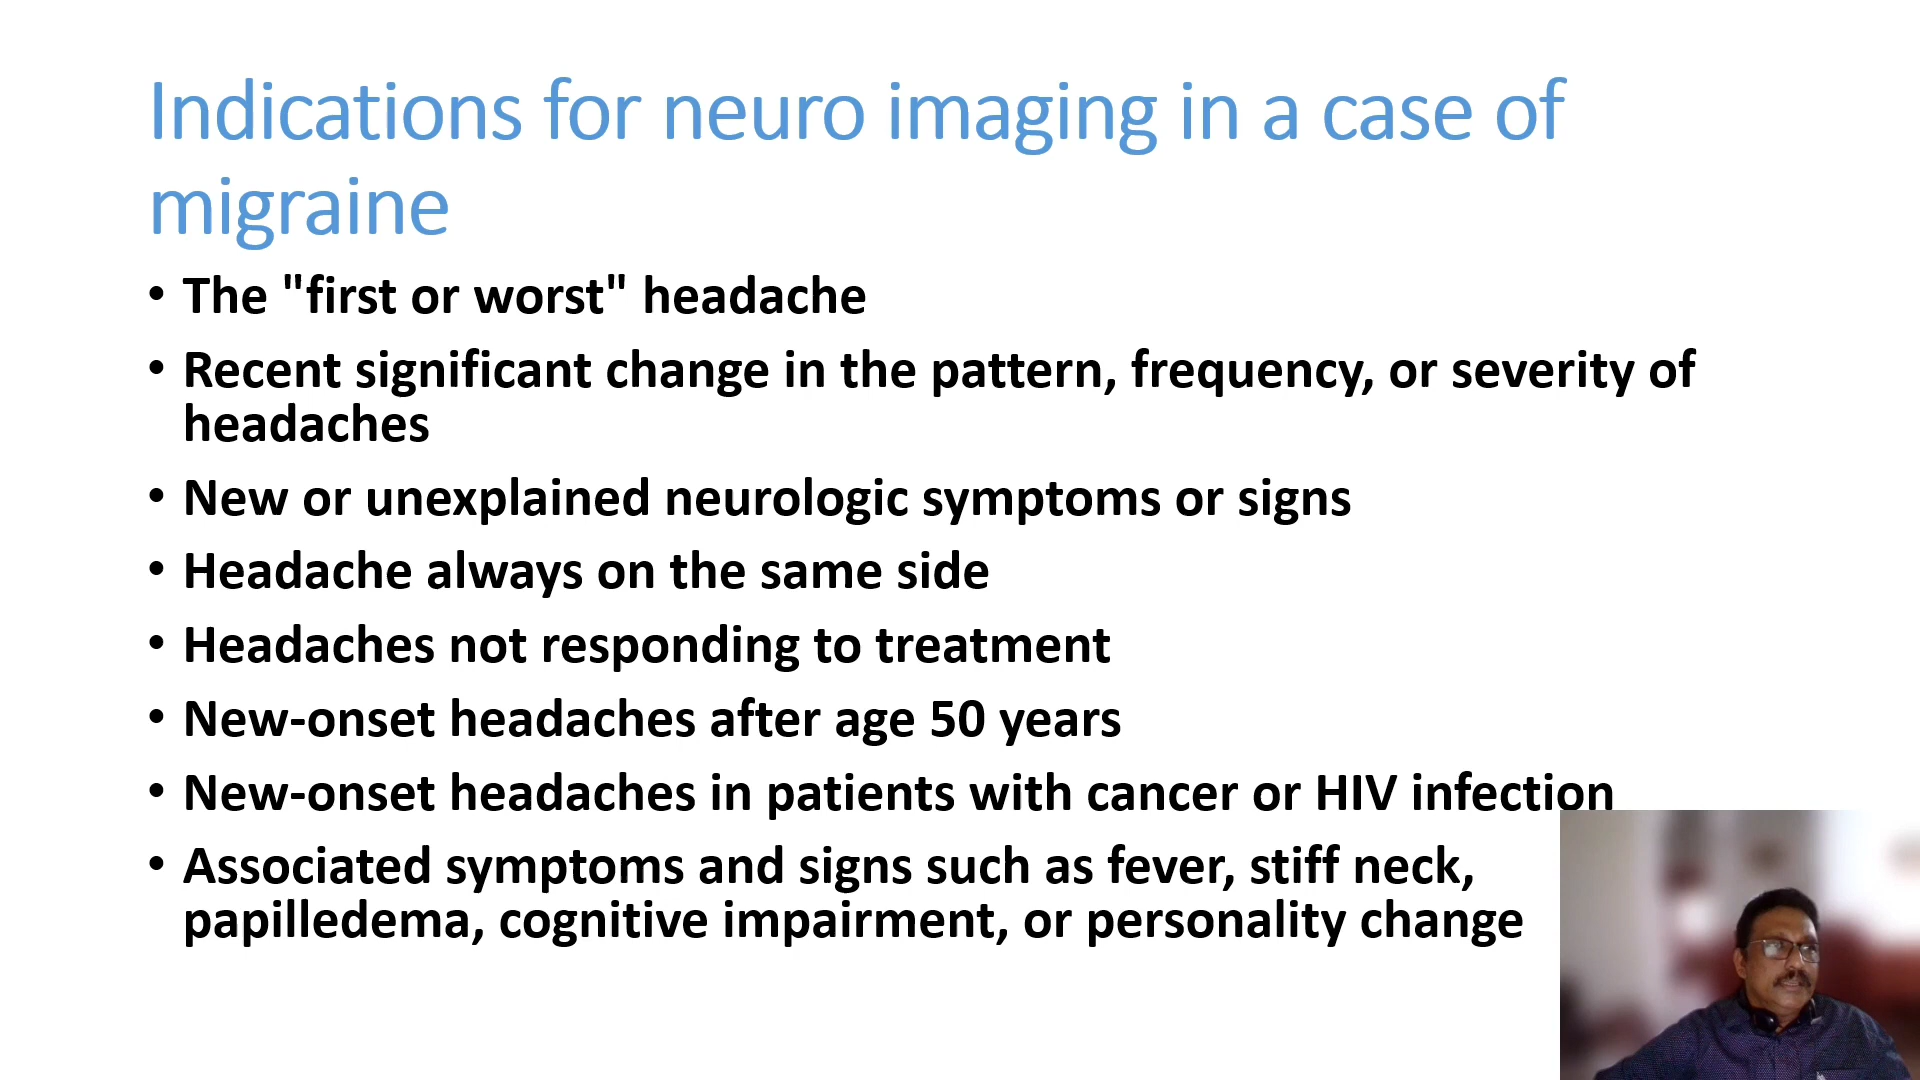 Indications for neuro imaging in a case of
migraine
• The "first or worst" headache
• Recent significant change in the pattern, frequency, or severity of
headaches
• New or unexplained neurologic symptoms or signs
• Headache always on the same side
• Headaches not responding to treatment
• New-onset headaches after age 50 years
• New-onset headaches in patients with cancer or HIV infection
• Associated symptoms and signs such as fever, stiff neck,
papilledema, cognitive impairment, or personality change